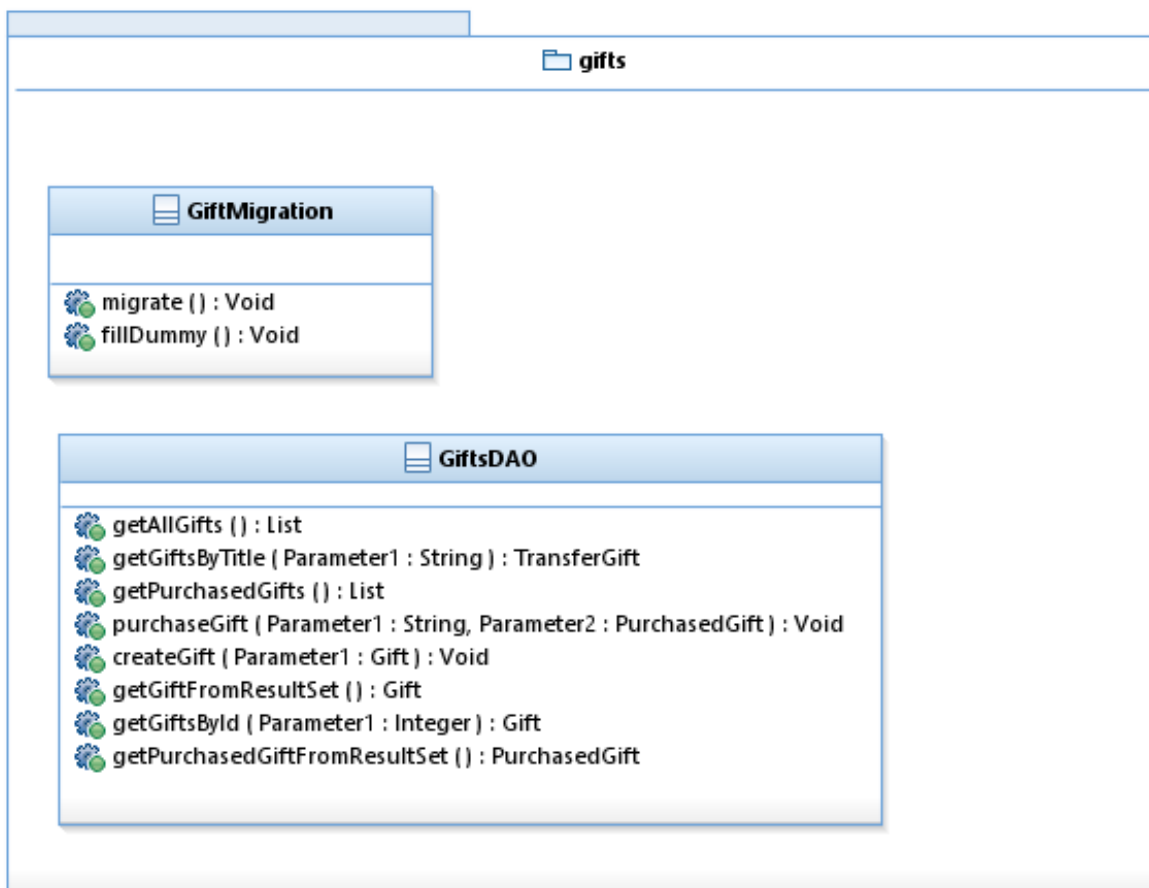 gifts
GiftMigration
migrate () : Void
fillDummy () : Void
GiftsDAO
getAllGifts () : List
getGiftsByTitle ( Parameter1 : String ) : TransferGift
getPurchasedGifts () : List
purchaseGift ( Parameter1 : String, Parameter2 : PurchasedGift ) : Void
createGift ( Parameter1 : Gift ) : Void
getGiftFromResultSet () : Gift
getGiftsById ( Parameter1 : Integer ) : Gift
getPurchasedGiftFromResultSet () : PurchasedGift